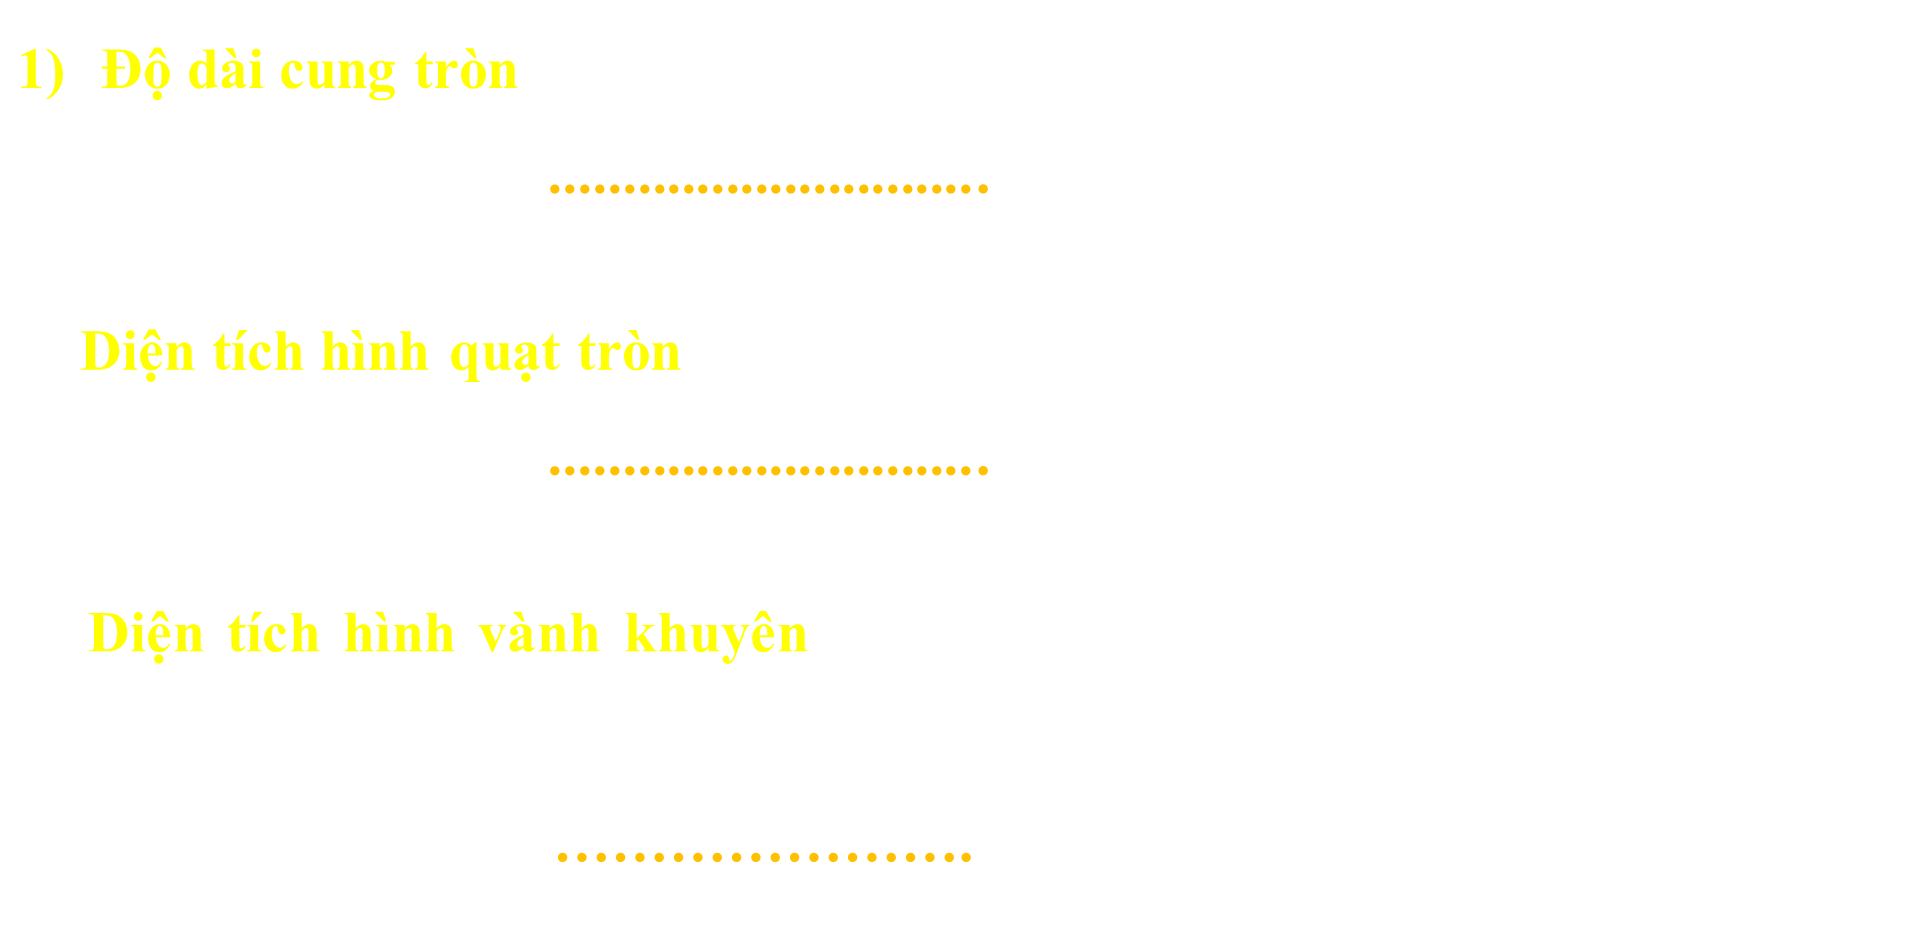 1) Độ dài cung tròn
..............................
Diện tích hình quạt tròn
..............................
Diện tích hình vành khuyên
......................